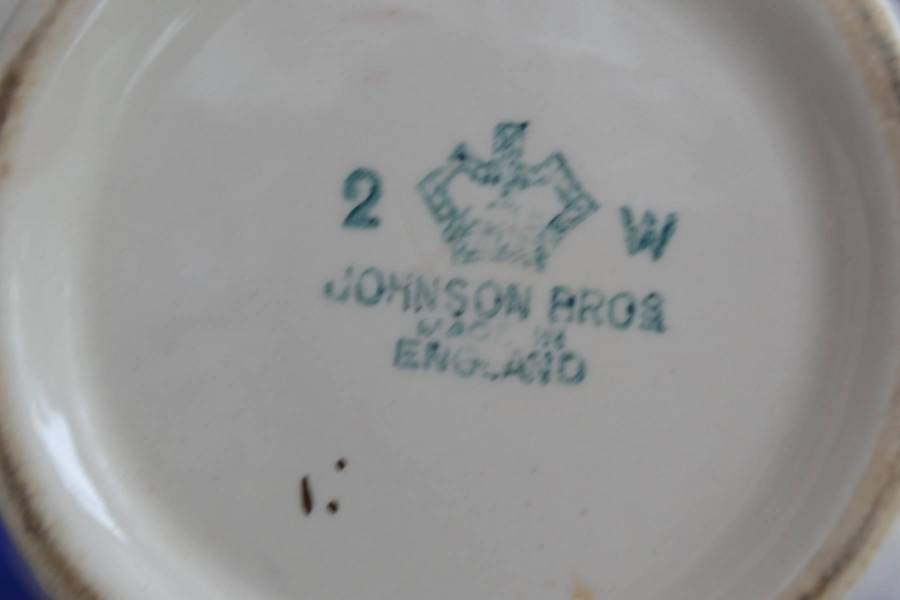 2 W
JOHNSON BROS
MADE IN
ENGLAND